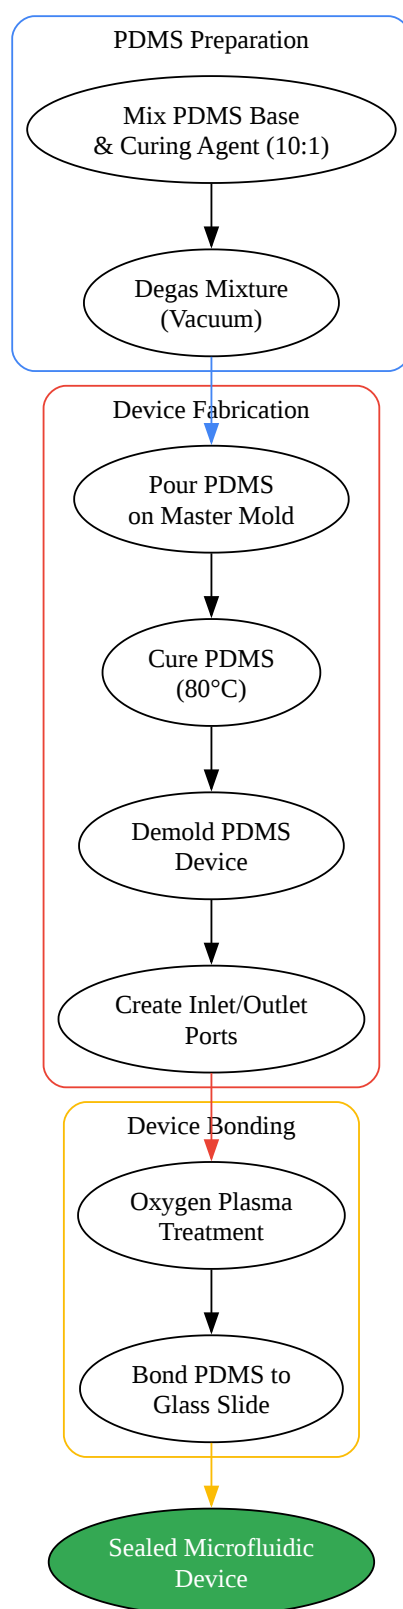 PDMS Preparation
Mix PDMS Base
& Curing Agent (10:1)
Degas Mixture
(Vacuum)
Device Fabrication
Pour PDMS
on Master Mold
Cure PDMS
(80°C)
Demold PDMS
Device
Create Inlet/Outlet
Ports
Device Bonding
Oxygen Plasma
Treatment
Bond PDMS to
Glass Slide
Sealed Microfluidic
Device